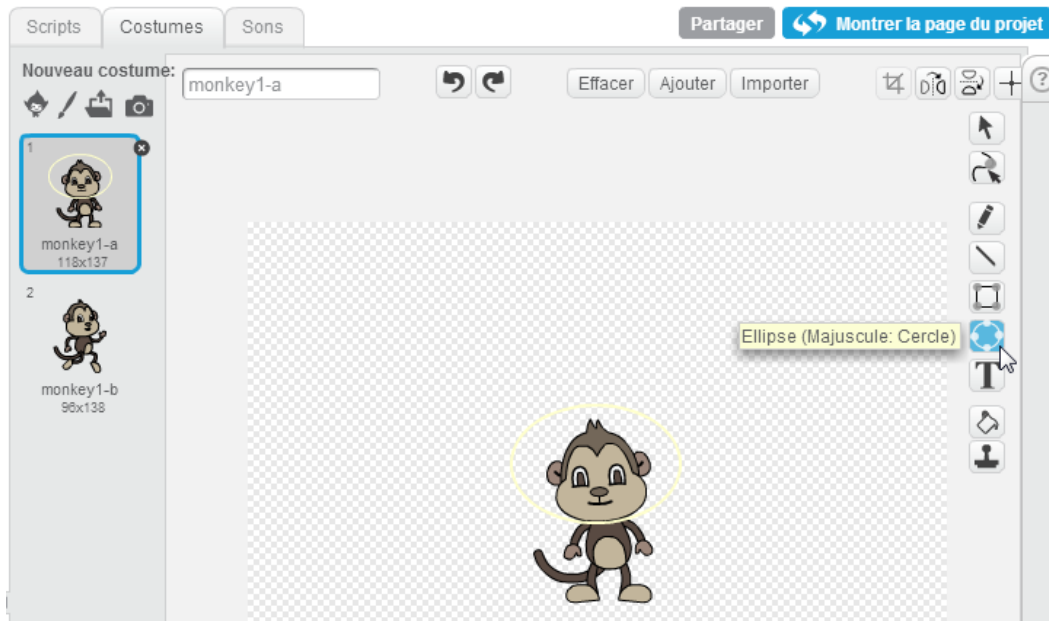 Scripts Costumes Sons Partager Montrer la page du projet
Nouveau costume: monkey1-a Effacer Ajouter Importer ?
1
monkey1-a
118x137
2
Ellipse (Majuscule: Cercle)
T
monkey1-b
96x138